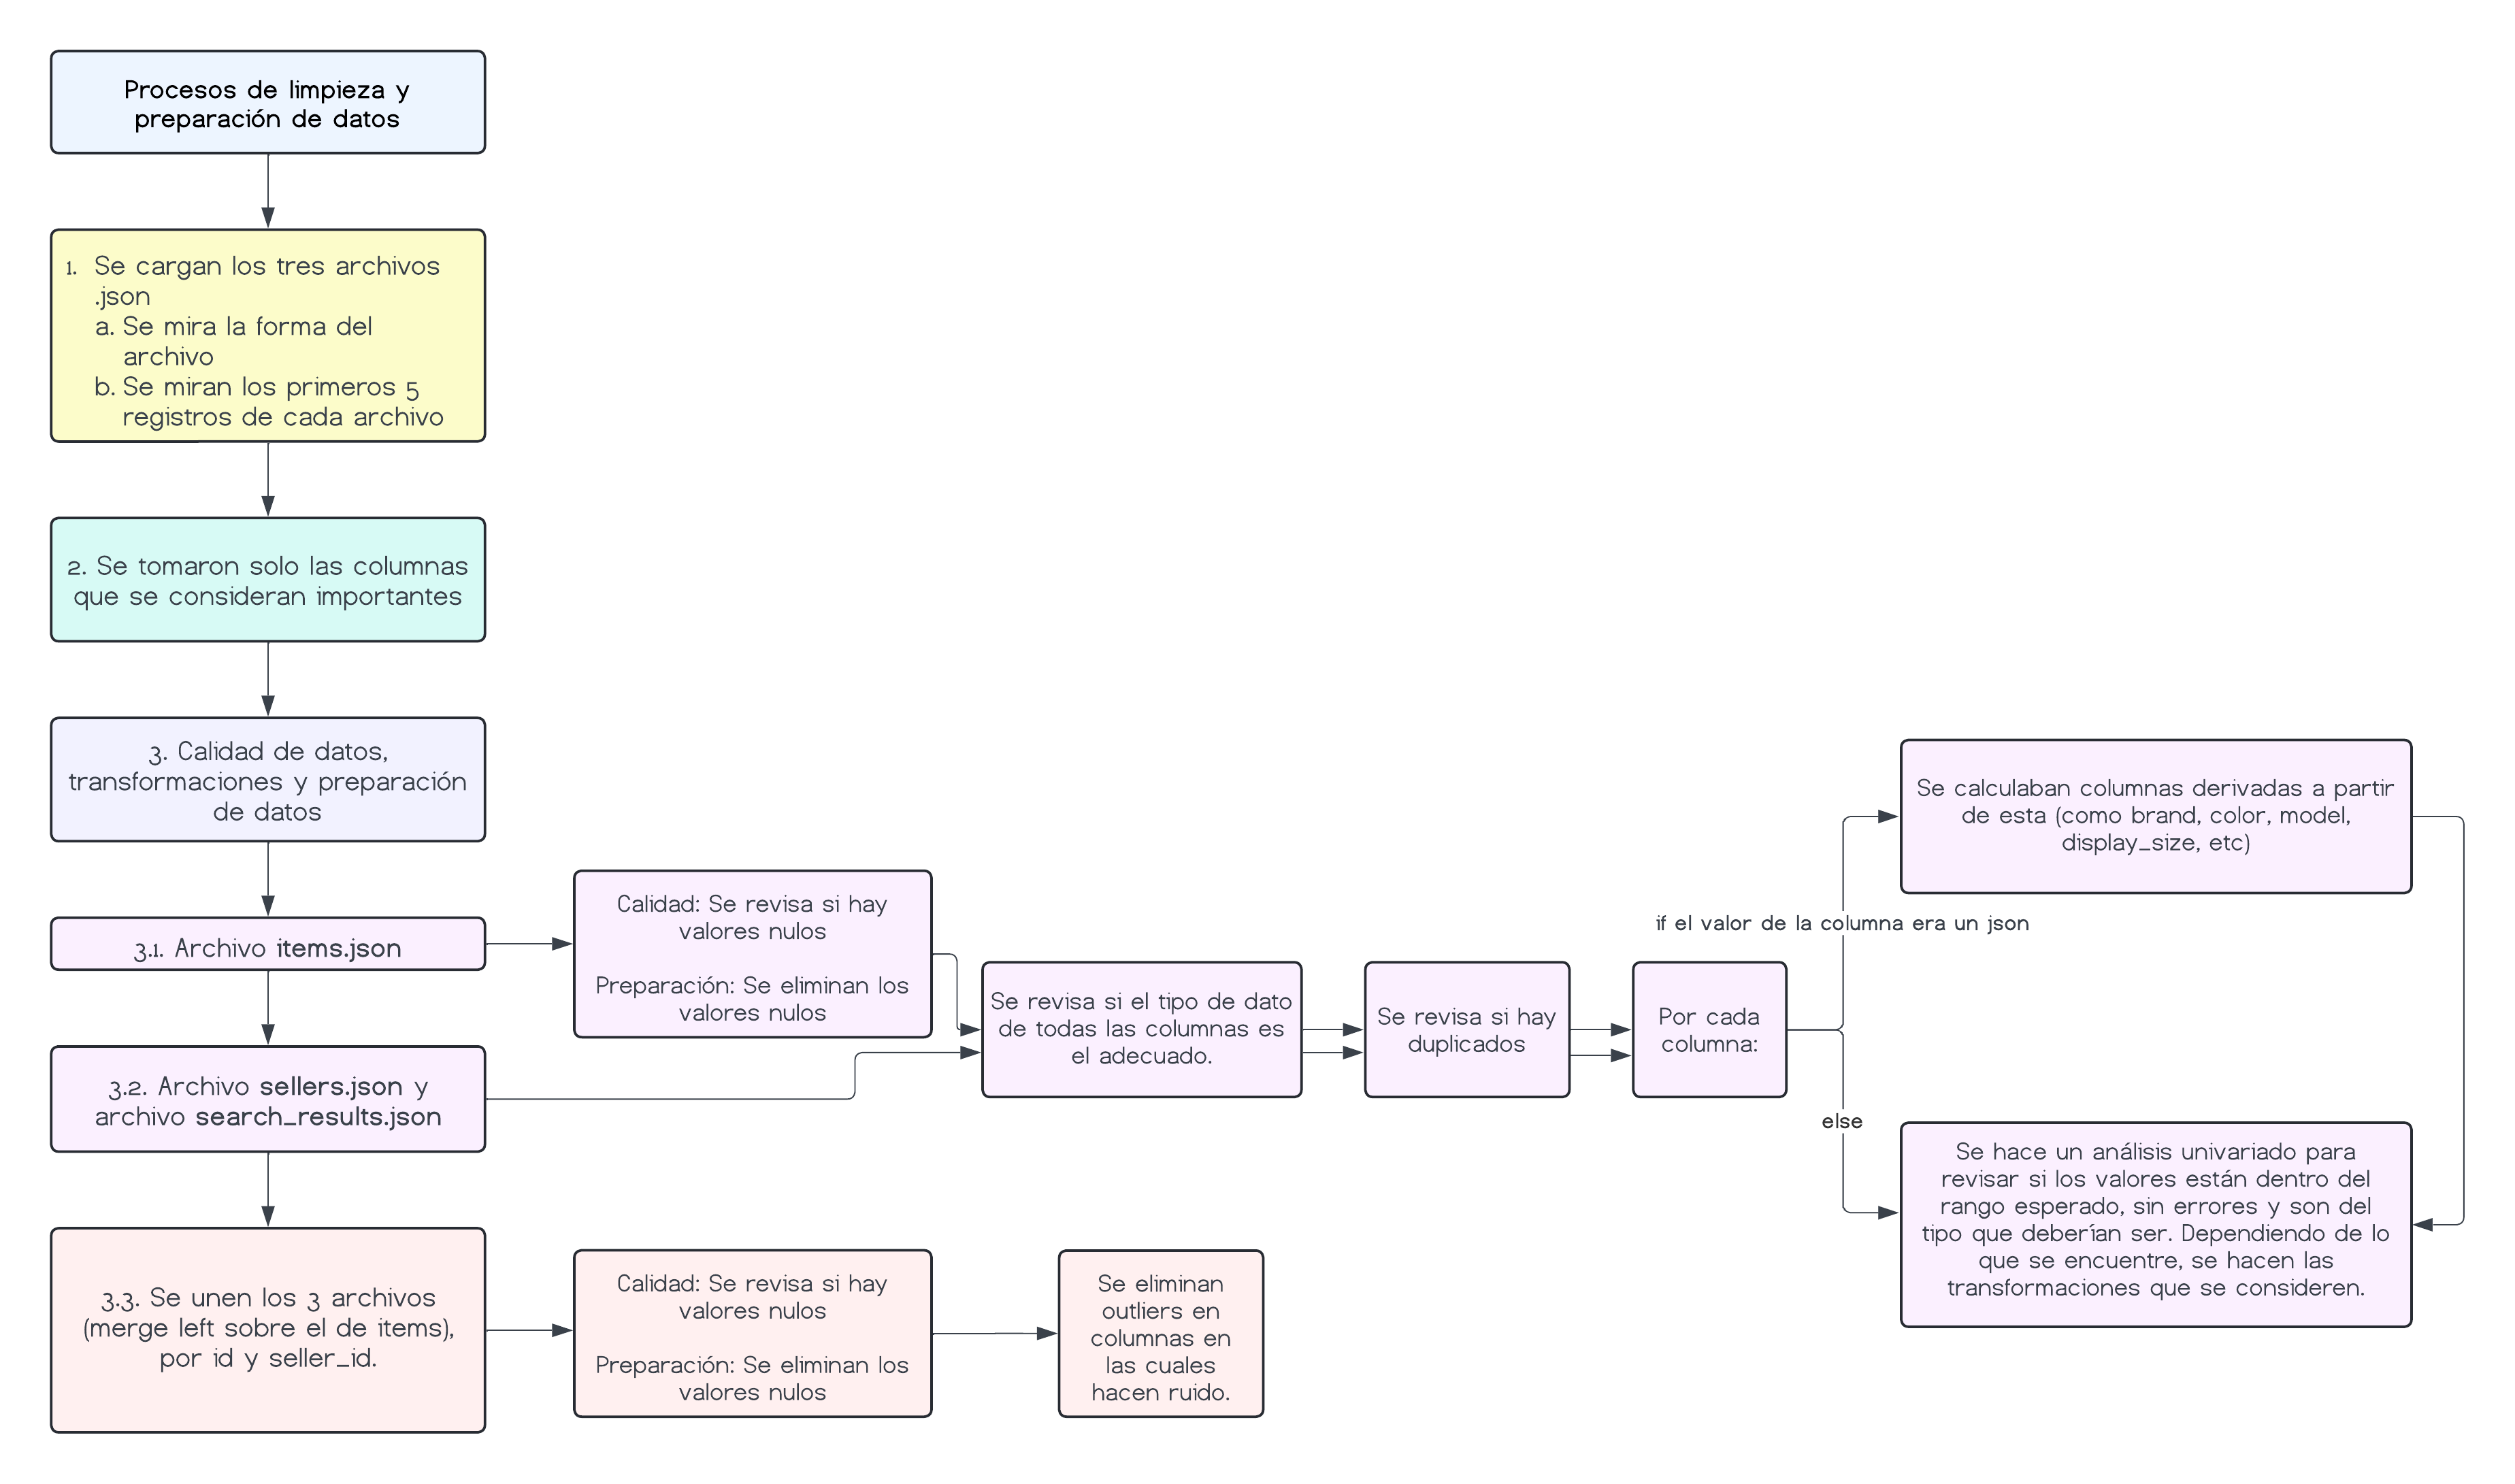 Procesos de limpieza y
preparación de datos
1. Se cargan los tres archivos
.json
a. Se mira la forma del
archivo
b. Se miran los primeros 5
registros de cada archivo
2. Se tomaron solo las columnas
que se consideran importantes
3. Calidad de datos,
transformaciones y preparación
de datos
3.1. Archivo items.json
Calidad: Se revisa si hay
valores nulos
Preparación: Se eliminan los
valores nulos
3.2. Archivo sellers.json y
archivo search_results.json
Se revisa si el tipo de dato
de todas las columnas es
el adecuado.
Se revisa si hay
duplicados
Por cada
columna:
if el valor de la columna era un json
Se calculaban columnas derivadas a partir
de esta (como brand, color, model,
display_size, etc)
else
Se hace un análisis univariado para
revisar si los valores están dentro del
rango esperado, sin errores y son del
tipo que deberían ser. Dependiendo de lo
que se encuentre, se hacen las
transformaciones que se consideren.
3.3. Se unen los 3 archivos
(merge left sobre el de items),
por id y seller_id.
Calidad: Se revisa si hay
valores nulos
Preparación: Se eliminan los
valores nulos
Se eliminan
outliers en
columnas en
las cuales
hacen ruido.